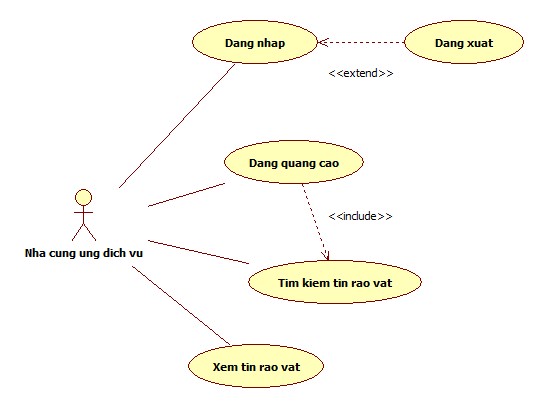 Dang nhap
Dang xuat
<<extend>>
Dang quang cao
<<include>>
Nha cung ung dich vu
Tim kiem tin rao vat
Xem tin rao vat